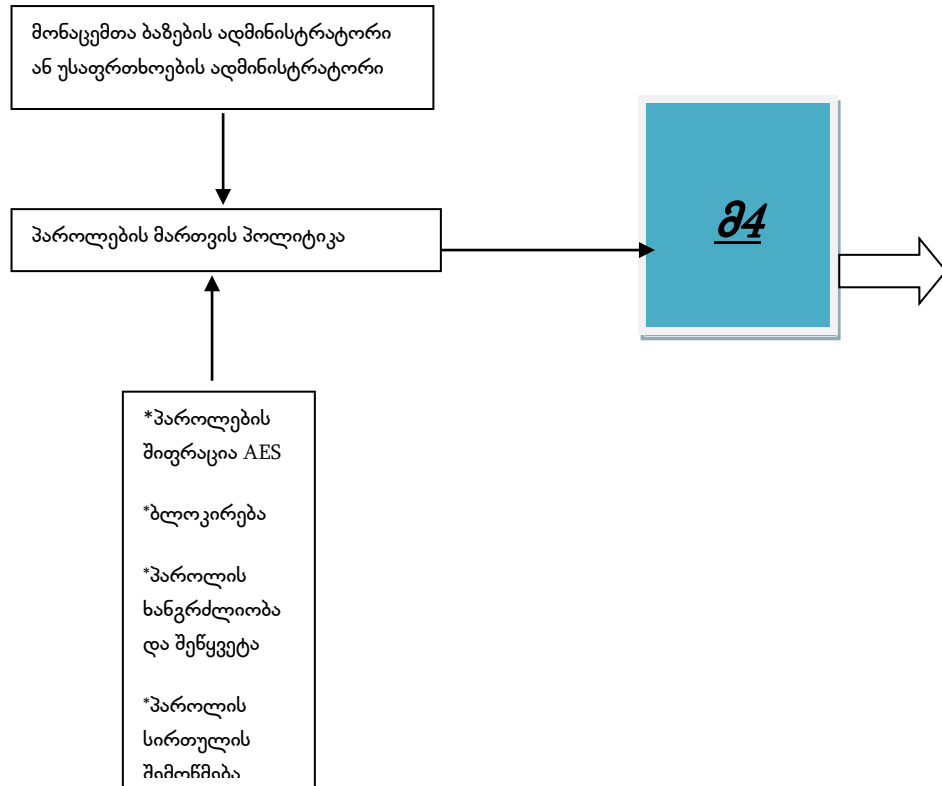 მონაცემთა ბაზების ადმინისტრატორი
ან უსაფრთხოების ადმინისტრატორი
პაროლების მართვის პოლიტიკა
მ4
*პაროლების
შიფრაცია AES
*ბლოკირება
*პაროლის
ხანგრძლიობა
და შეწყვეტა
*პაროლის
სირთულის
შემოწმება